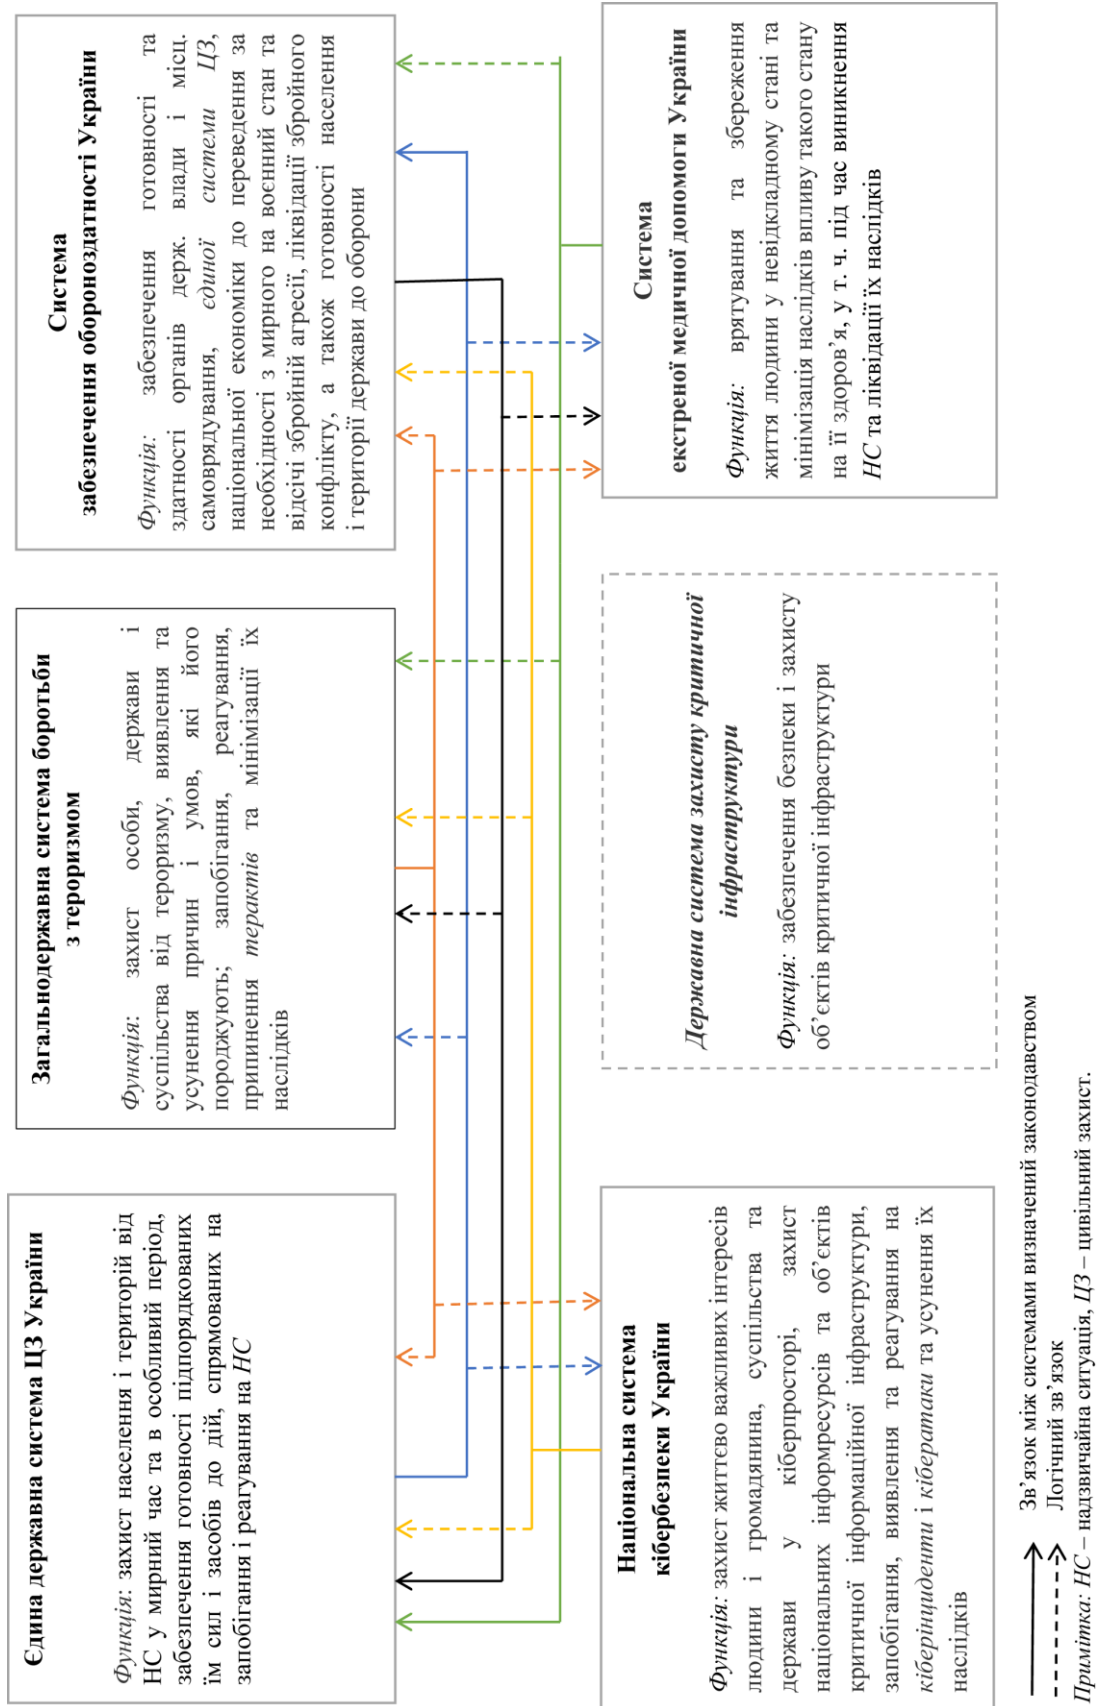 Єдина державна система ЦЗ України
Функція: захист населення і територій від
НС у мирний час та в особливий період,
забезпечення готовності підпорядкованих
їм сил і засобів до дій, спрямованих на
запобігання і реагування на НС
Загальнодержавна система боротьби
з тероризмом
Функція: захист особи, держави і
суспільства від тероризму, виявлення та
усунення причин і умов, які його
породжують; запобігання, реагування,
припинення терактів та мінімізації їх
наслідків
Система
забезпечення обороноздатності України
Функція: забезпечення готовності та
здатності органів держ. влади і місц.
самоврядування, єдиної системи ЦЗ,
національної економіки до переведення за
необхідності з мирного на воєнний стан та
відсічі збройній агресії, ліквідації збройного
конфлікту, а також готовності населення
і території держави до оборони
Національна система
кібербезпеки України
Функція: захист життєво важливих інтересів
людини і громадянина, суспільства та
держави у кіберпросторі, захист
національних інформресурсів та об’єктів
критичної інформаційної інфраструктури,
запобігання, виявлення та реагування на
кіберінциденти і кібератаки та усунення їх
наслідків
Державна система захисту критичної
інфраструктури
Функція: забезпечення безпеки і захисту
об’єктів критичної інфраструктури
Система
екстреної медичної допомоги України
Функція: врятування та збереження
життя людини у невідкладному стані та
мінімізація наслідків впливу такого стану
на її здоров’я, у т. ч. під час виникнення
НС та ліквідації їх наслідків
Зв’язок між системами визначений законодавством
Логічний зв’язок
Примітка: НС – надзвичайна ситуація, ЦЗ – цивільний захист.